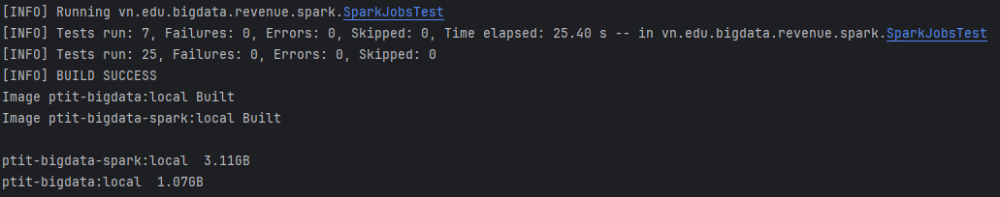 [INFO] Running vn.edu.bigdata.revenue.spark.SparkJobsTest
[INFO] Tests run: 7, Failures: 0, Errors: 0, Skipped: 0, Time elapsed: 25.40 s -- in vn.edu.bigdata.revenue.spark.SparkJobsTest
[INFO] Tests run: 25, Failures: 0, Errors: 0, Skipped: 0
[INFO] BUILD SUCCESS
Image ptit-bigdata:local Built
Image ptit-bigdata-spark:local Built
ptit-bigdata-spark:local  3.11GB
ptit-bigdata:local  1.07GB